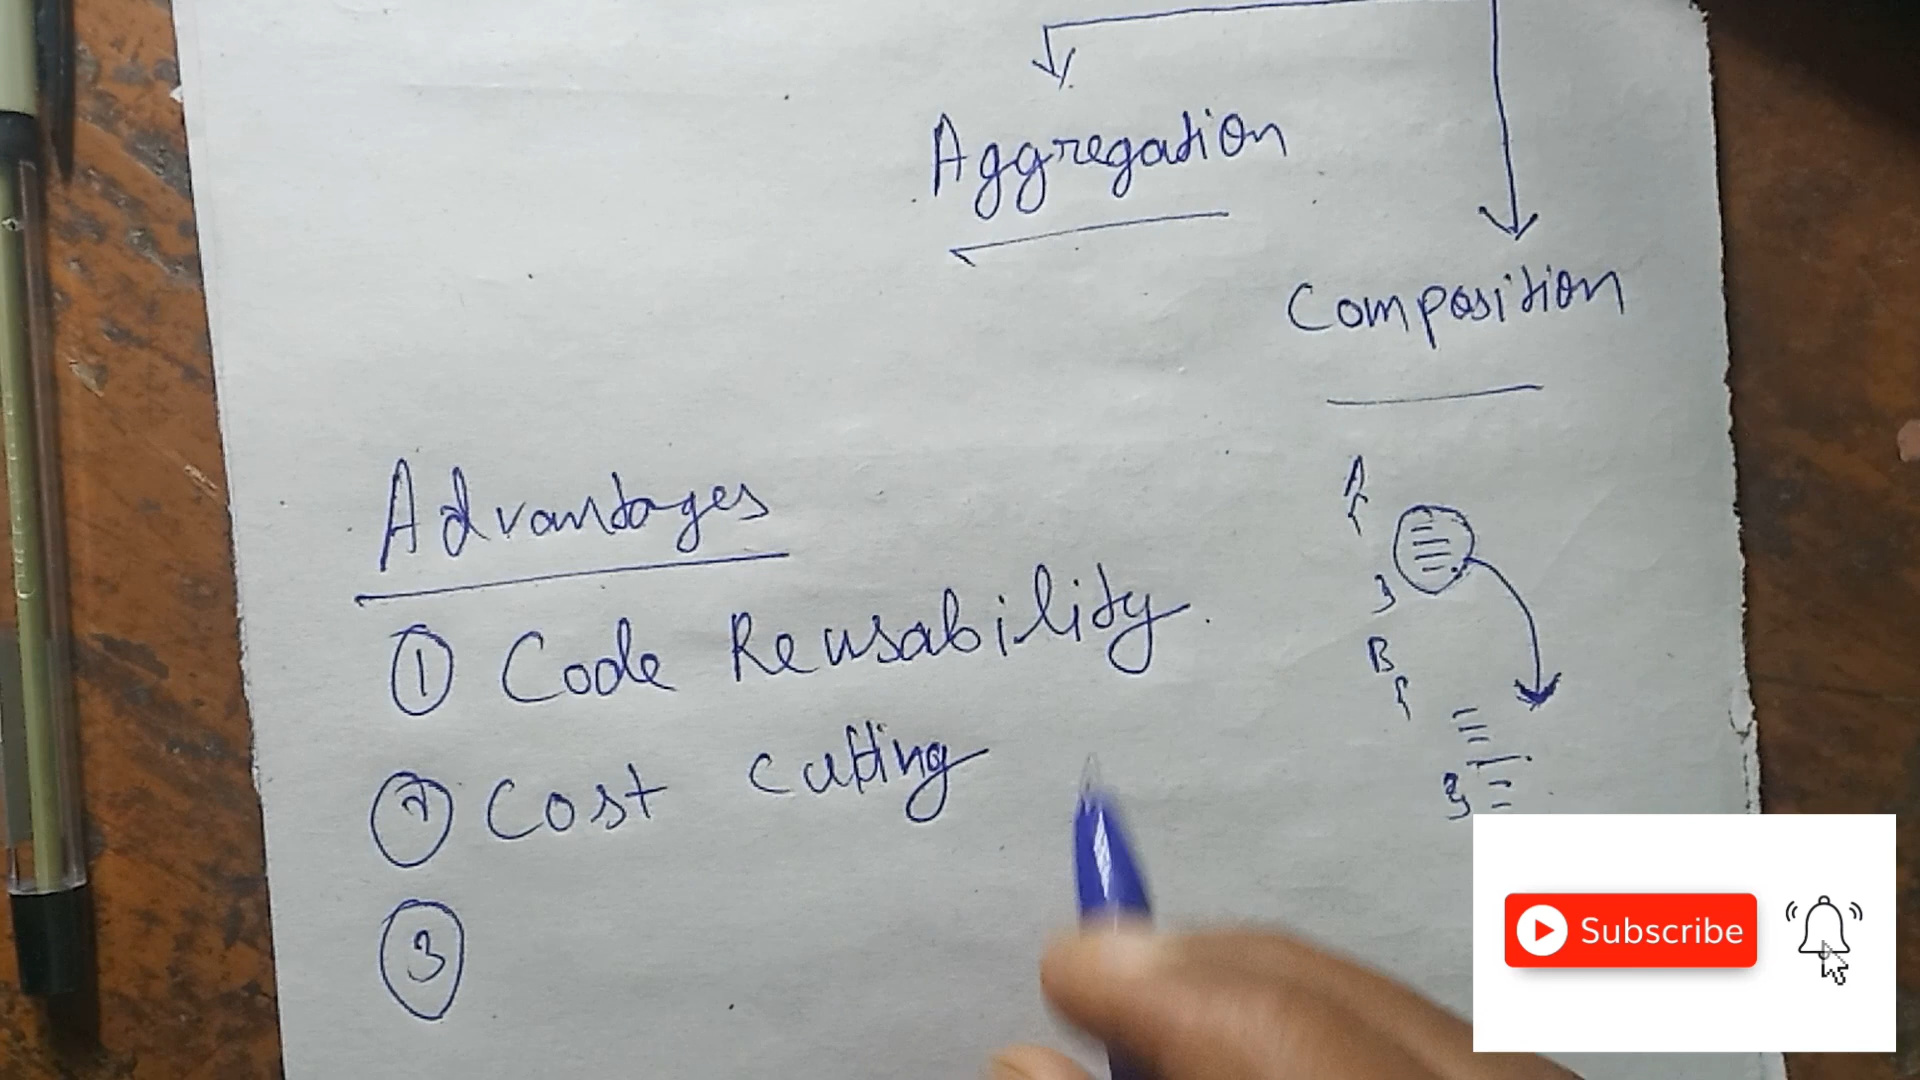 Aggregation
Composition
Advantages
① Code Reusability.
② Cost cutting
③
A
{
}
B
{
}
Subscribe